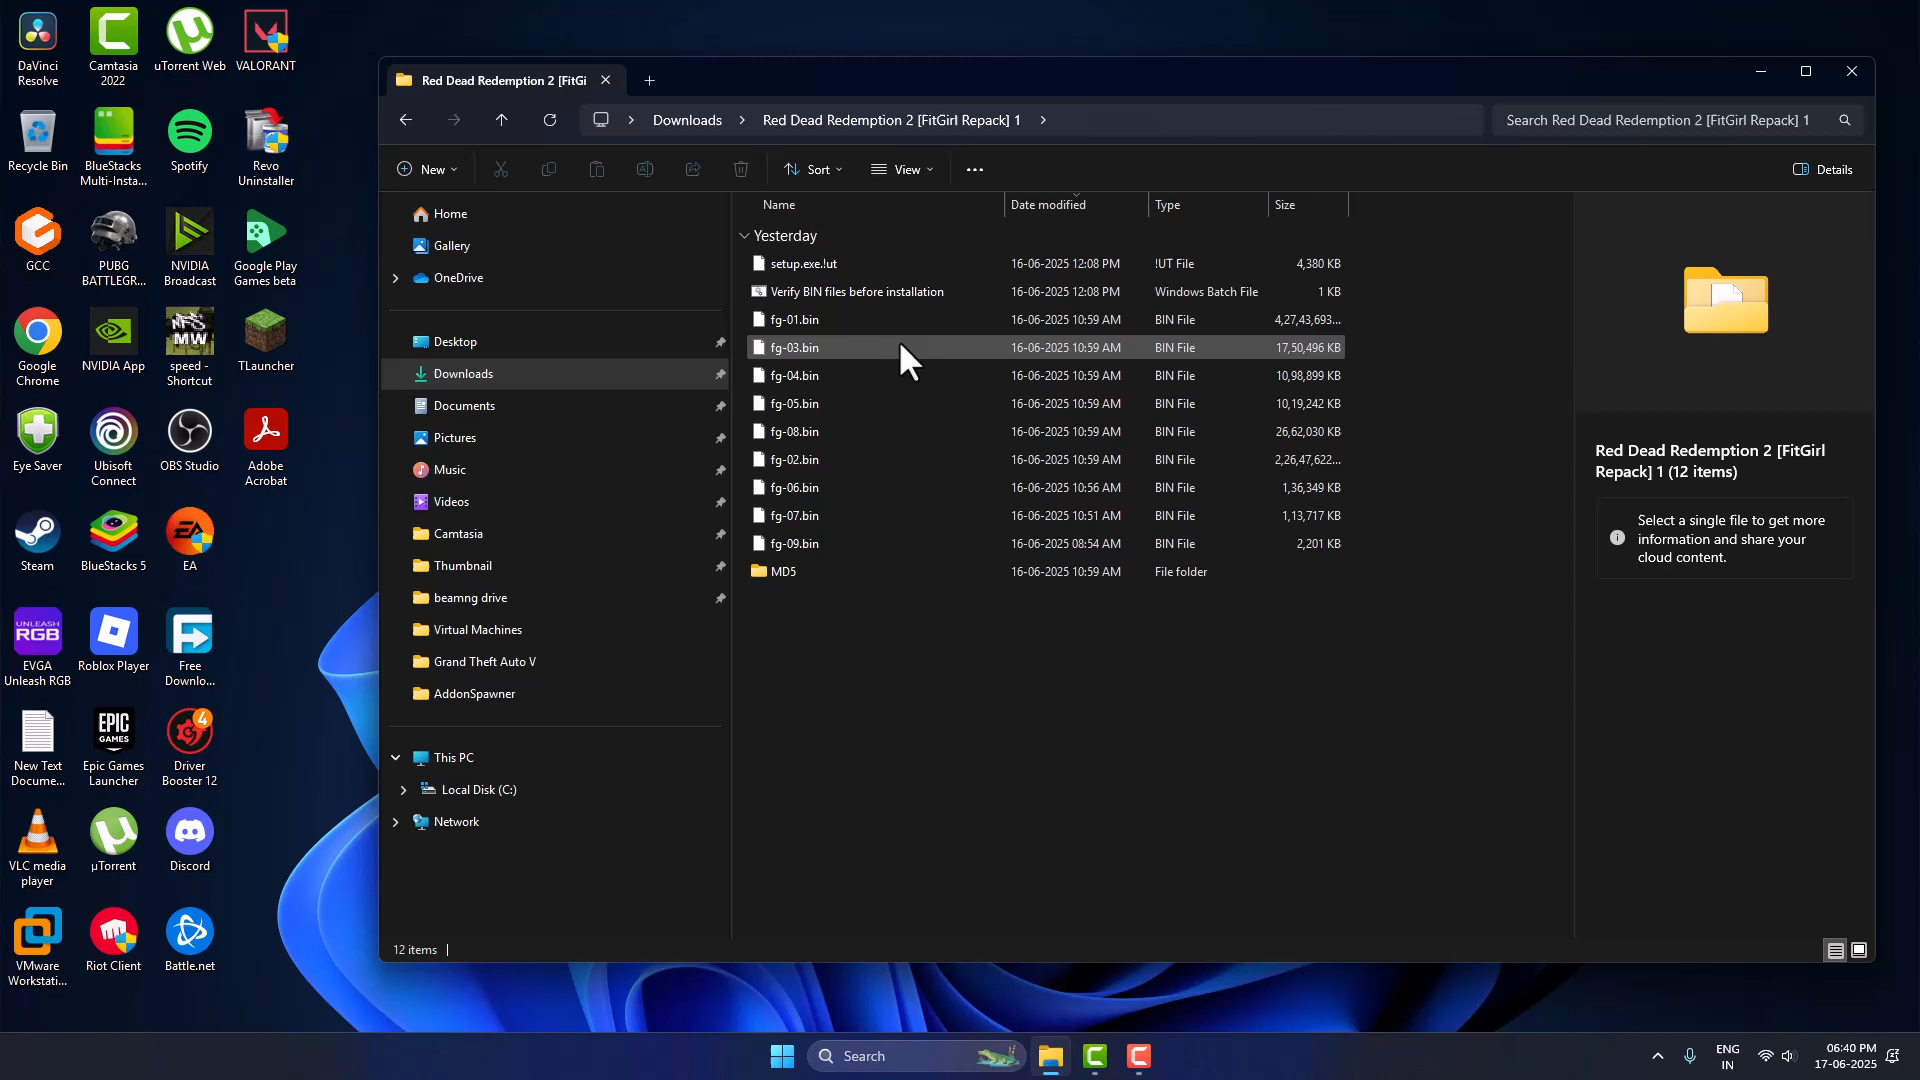 DaVinci
Resolve
Camtasia
2022
uTorrent Web
VALORANT
Recycle Bin
BlueStacks
Multi-Insta...
Spotify
Revo
Uninstaller
GCC
PUBG
BATTLEGR...
NVIDIA
Broadcast
Google Play
Games beta
Google
Chrome
NVIDIA App
NFS
MW
speed -
Shortcut
TLauncher
Eye Saver
Ubisoft
Connect
OBS Studio
Adobe
Acrobat
Steam
BlueStacks 5
EA
EA
UNLEASH
RGB
EVGA
Unleash RGB
Roblox Player
Free
Downlo...
New Text
Docume...
EPIC
GAMES
Epic Games
Launcher
4
Driver
Booster 12
VLC media
player
µTorrent
Discord
VMware
Workstati...
Riot Client
Battle.net
Red Dead Redemption 2 [FitGi
Downloads
Red Dead Redemption 2 [FitGirl Repack] 1
Search Red Dead Redemption 2 [FitGirl Repack] 1
New
Sort
View
Details
Home
Gallery
OneDrive
Desktop
Downloads
Documents
Pictures
Music
Videos
Camtasia
Thumbnail
beamng drive
Virtual Machines
Grand Theft Auto V
AddonSpawner
This PC
Local Disk (C:)
Network
Name Date modified Type Size
Yesterday
setup.exe.!ut 16-06-2025 12:08 PM !UT File 4,380 KB
Verify BIN files before installation 16-06-2025 12:08 PM Windows Batch File 1 KB
fg-01.bin 16-06-2025 10:59 AM BIN File 4,27,43,693...
fg-03.bin 16-06-2025 10:59 AM BIN File 17,50,496 KB
fg-04.bin 16-06-2025 10:59 AM BIN File 10,98,899 KB
fg-05.bin 16-06-2025 10:59 AM BIN File 10,19,242 KB
fg-08.bin 16-06-2025 10:59 AM BIN File 26,62,030 KB
fg-02.bin 16-06-2025 10:59 AM BIN File 2,26,47,622...
fg-06.bin 16-06-2025 10:56 AM BIN File 1,36,349 KB
fg-07.bin 16-06-2025 10:51 AM BIN File 1,13,717 KB
fg-09.bin 16-06-2025 08:54 AM BIN File 2,201 KB
MD5 16-06-2025 10:59 AM File folder
Red Dead Redemption 2 [FitGirl
Repack] 1 (12 items)
Select a single file to get more
information and share your
cloud content.
12 items
Search
ENG
IN
06:40 PM
17-06-2025